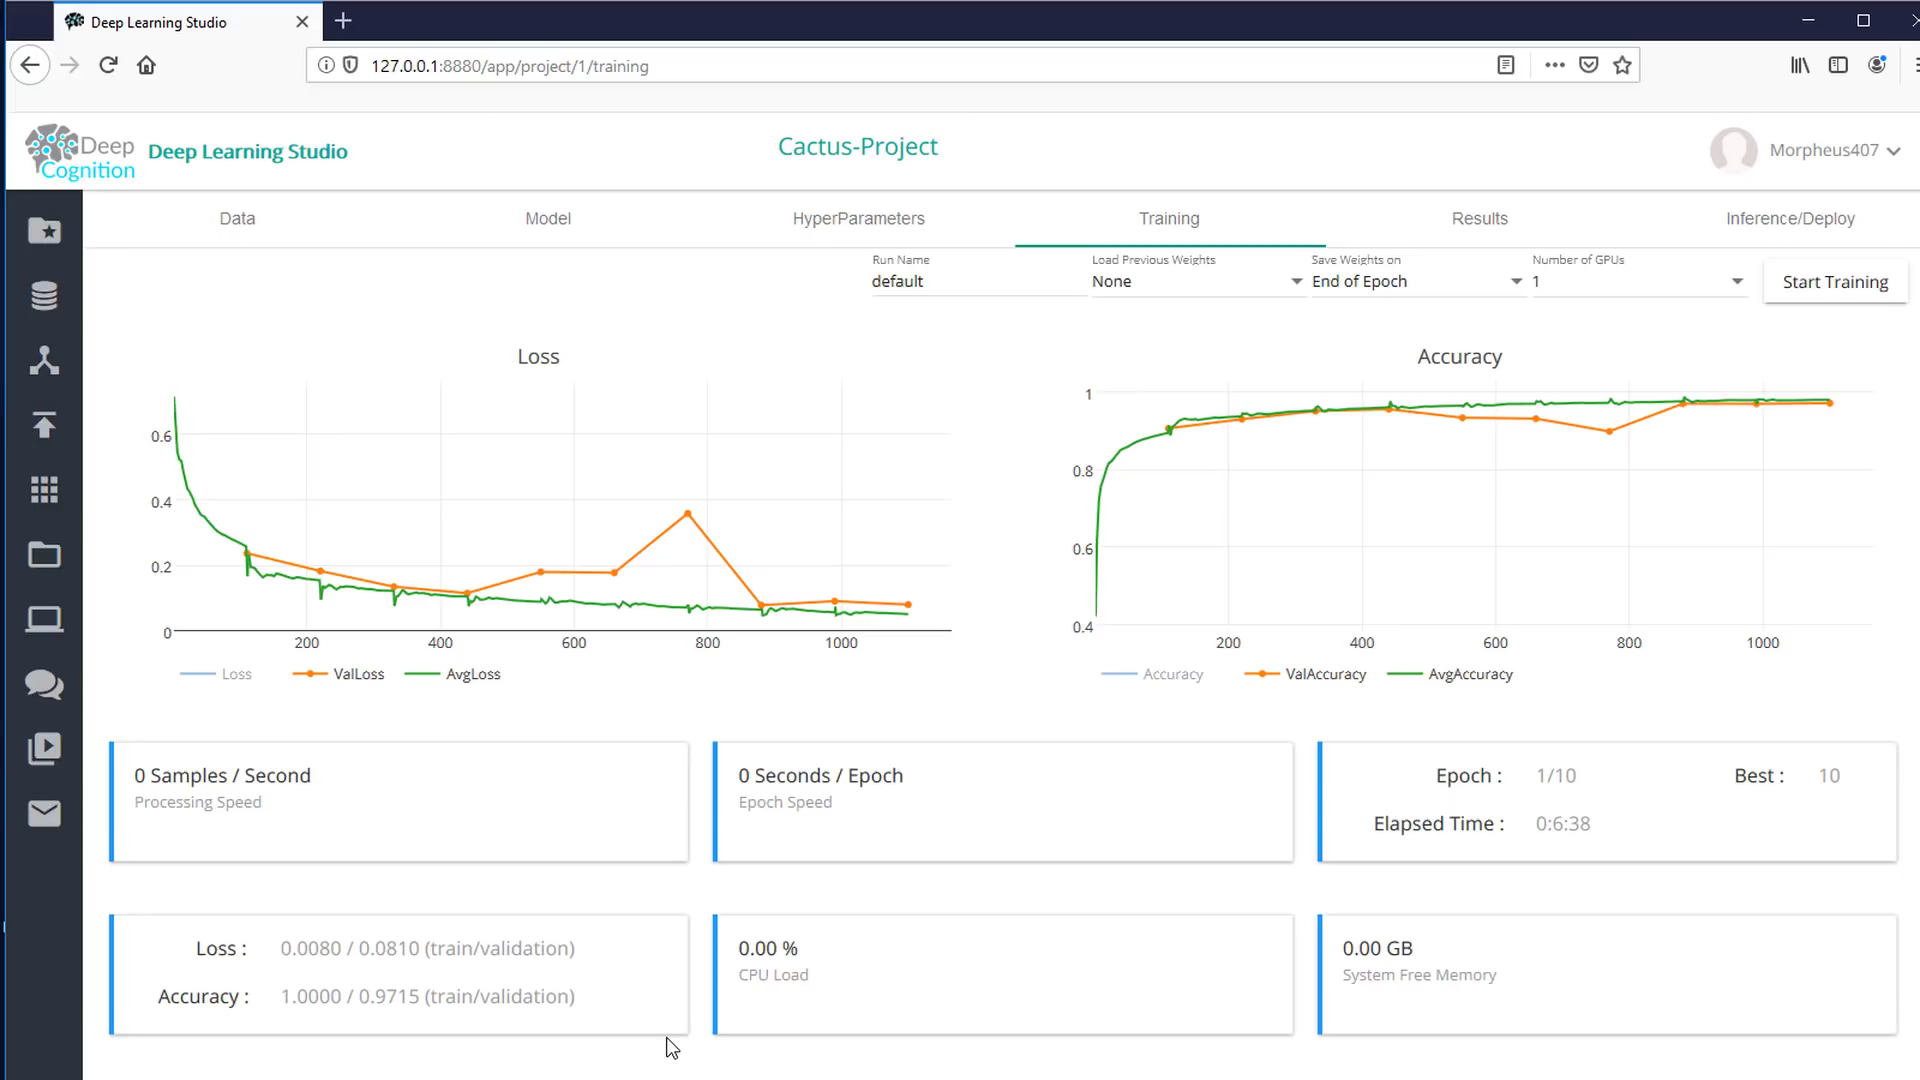 Deep Learning Studio
127.0.0.1:8880/app/project/1/training
Deep
Cognition
Deep Learning Studio
Cactus-Project
Morpheus407
Data
Model
HyperParameters
Training
Results
Inference/Deploy
Run Name
default
Load Previous Weights
None
Save Weights on
End of Epoch
Number of GPUs
1
Start Training
Loss
0.6
0.4
0.2
0
200 400 600 800 1000
Loss ValLoss AvgLoss
Accuracy
1
0.8
0.6
0.4
200 400 600 800 1000
Accuracy ValAccuracy AvgAccuracy
0 Samples / Second
Processing Speed
0 Seconds / Epoch
Epoch Speed
Epoch : 1/10 Best : 10
Elapsed Time : 0:6:38
Loss : 0.0080 / 0.0810 (train/validation)
Accuracy : 1.0000 / 0.9715 (train/validation)
0.00 %
CPU Load
0.00 GB
System Free Memory